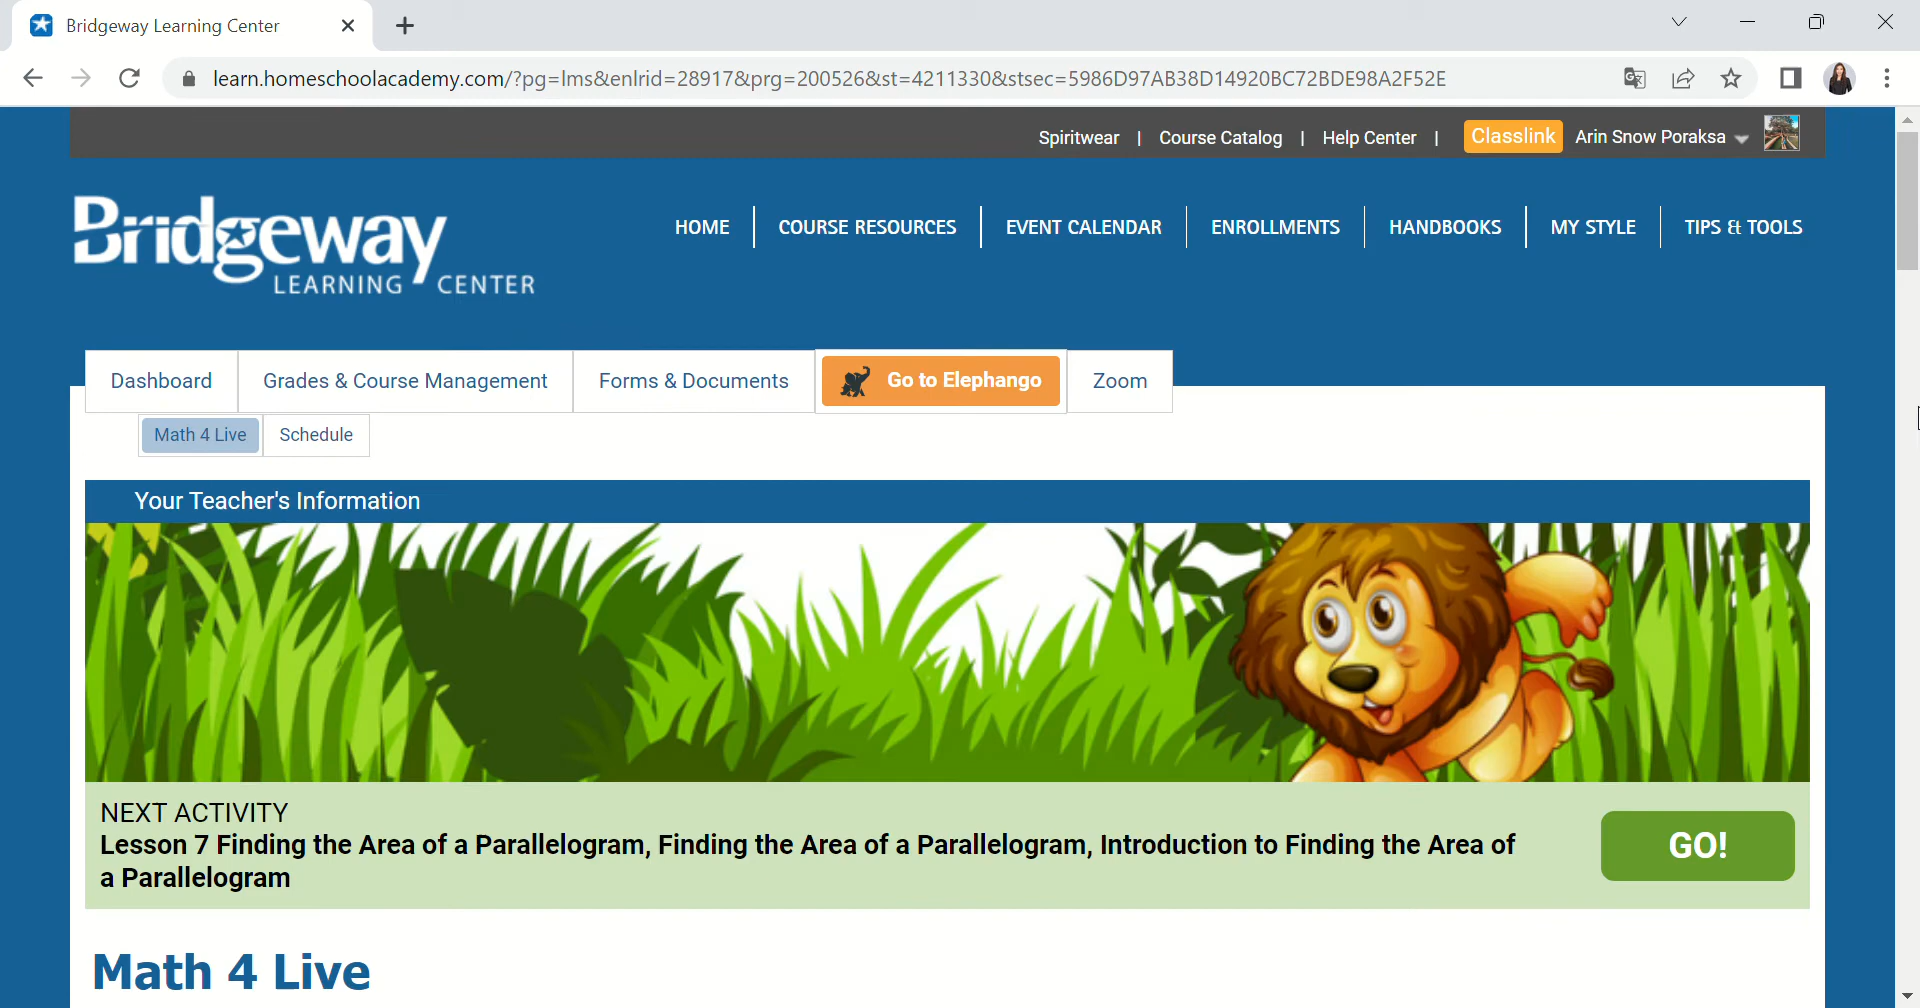 Bridgeway Learning Center
learn.homeschoolacademy.com/?pg=lms&enlrid=28917&prg=200526&st=4211330&stsec=5986D97AB38D14920BC72BDE98A2F52E
Spiritwear | Course Catalog | Help Center | Classlink Arin Snow Poraksa
Bridgeway
LEARNING CENTER
HOME COURSE RESOURCES EVENT CALENDAR ENROLLMENTS HANDBOOKS MY STYLE TIPS & TOOLS
Dashboard Grades & Course Management Forms & Documents Go to Elephango Zoom
Math 4 Live Schedule
Your Teacher's Information
NEXT ACTIVITY
Lesson 7 Finding the Area of a Parallelogram, Finding the Area of a Parallelogram, Introduction to Finding the Area of
a Parallelogram
GO!
Math 4 Live